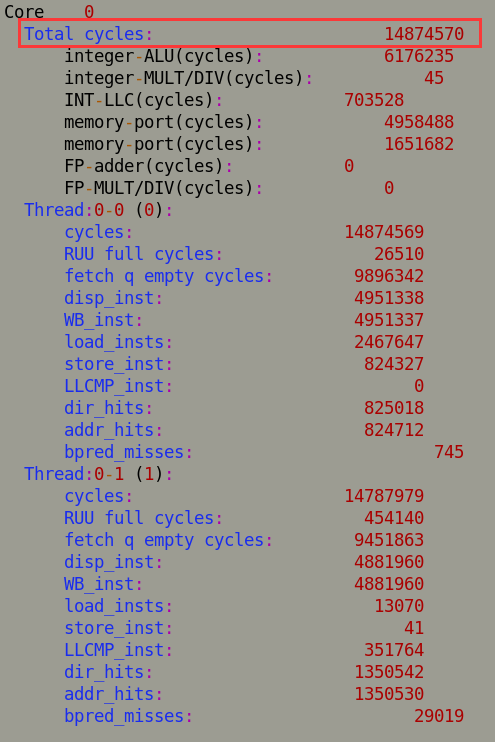 Core 0
Total cycles: 14874570
integer-ALU(cycles): 6176235
integer-MULT/DIV(cycles): 45
INT-LLC(cycles): 703528
memory-port(cycles): 4958488
memory-port(cycles): 1651682
FP-adder(cycles): 0
FP-MULT/DIV(cycles): 0
Thread:0-0 (0):
cycles: 14874569
RUU full cycles: 26510
fetch q empty cycles: 9896342
disp_inst: 4951338
WB_inst: 4951337
load_insts: 2467647
store_inst: 824327
LLCMP_inst: 0
dir_hits: 825018
addr_hits: 824712
bpred_misses: 745
Thread:0-1 (1):
cycles: 14787979
RUU full cycles: 454140
fetch q empty cycles: 9451863
disp_inst: 4881960
WB_inst: 4881960
load_insts: 13070
store_inst: 41
LLCMP_inst: 351764
dir_hits: 1350542
addr_hits: 1350530
bpred_misses: 29019